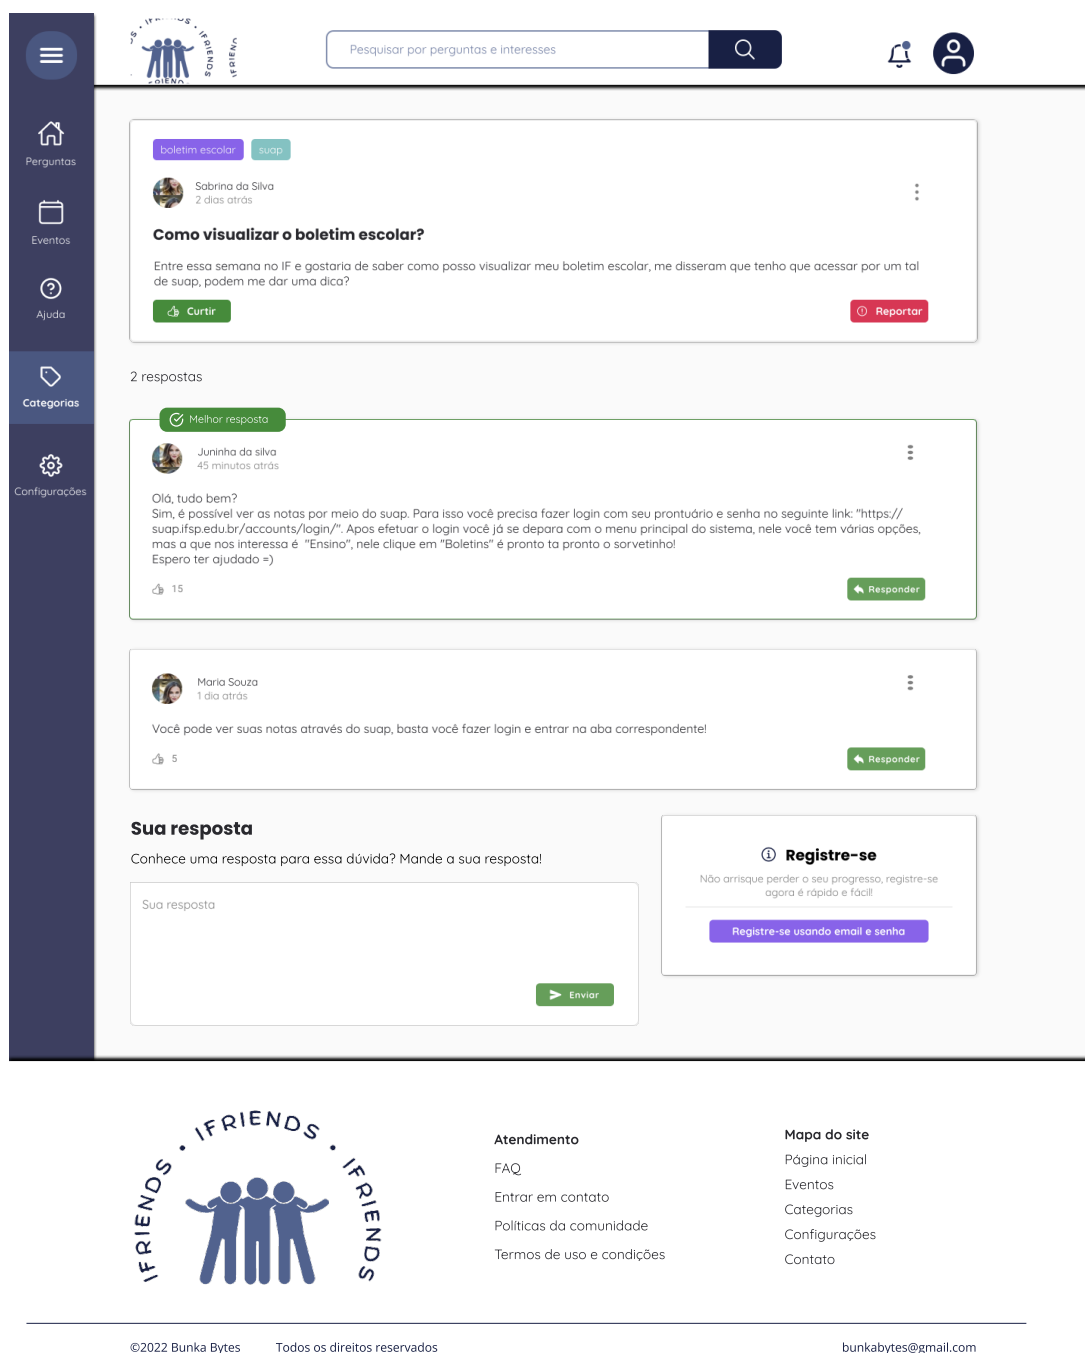 IFRIENDS · IFRIENDS
Pesquisar por perguntas e interesses
Perguntas
Eventos
Ajuda
Categorias
Configurações
boletim escolar
suap
Sabrina da Silva
2 dias atrás
Como visualizar o boletim escolar?
Entre essa semana no IF e gostaria de saber como posso visualizar meu boletim escolar, me disseram que tenho que acessar por um tal
de suap, podem me dar uma dica?
Curtir
Reportar
2 respostas
Melhor resposta
Juninha da silva
45 minutos atrás
Olá, tudo bem?
Sim, é possível ver as notas por meio do suap. Para isso você precisa fazer login com seu prontuário e senha no seguinte link: "https://
suap.ifsp.edu.br/accounts/login/". Apos efetuar o login você já se depara com o menu principal do sistema, nele você tem várias opções,
mas a que nos interessa é "Ensino", nele clique em "Boletins" é pronto ta pronto o sorvetinho!
Espero ter ajudado =)
15
Responder
Maria Souza
1 dia atrás
Você pode ver suas notas através do suap, basta você fazer login e entrar na aba correspondente!
5
Responder
Sua resposta
Conhece uma resposta para essa dúvida? Mande a sua resposta!
Sua resposta
Enviar
Registre-se
Não arrisque perder o seu progresso, registre-se
agora é rápido e fácil!
Registre-se usando email e senha
IFRIENDS · IFRIENDS · IFRIENDS
Atendimento
FAQ
Entrar em contato
Políticas da comunidade
Termos de uso e condições
Mapa do site
Página inicial
Eventos
Categorias
Configurações
Contato
©2022 Bunka Bytes
Todos os direitos reservados
bunkabytes@gmail.com